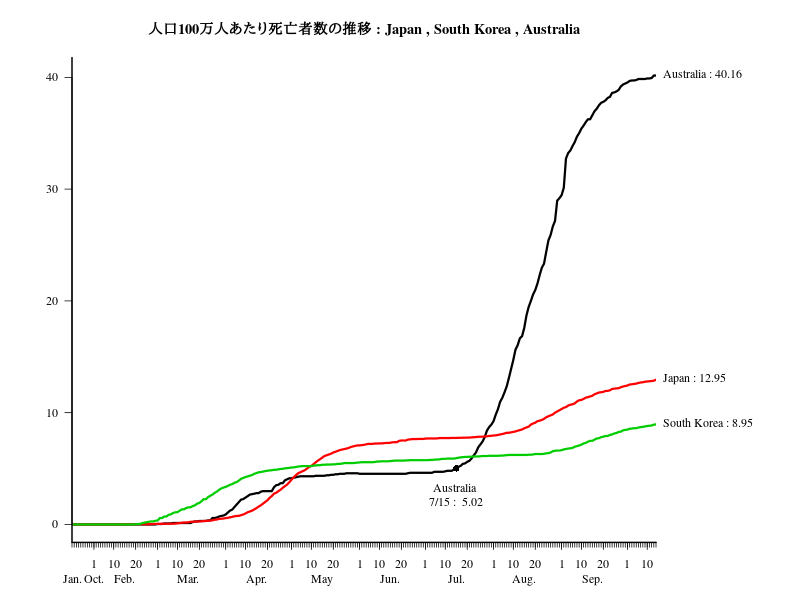 人口100万人あたり死亡者数の推移 : Japan , South Korea , Australia
40
30
20
10
0
Australia : 40.16
Japan : 12.95
South Korea : 8.95
Australia
7/15 : 5.02
1 10 20 1 10 20 1 10 20 1 10 20 1 10 20 1 10 20 1 10 20 1 10 20 1 10
Jan. Oct. Feb. Mar. Apr. May Jun. Jul. Aug. Sep.